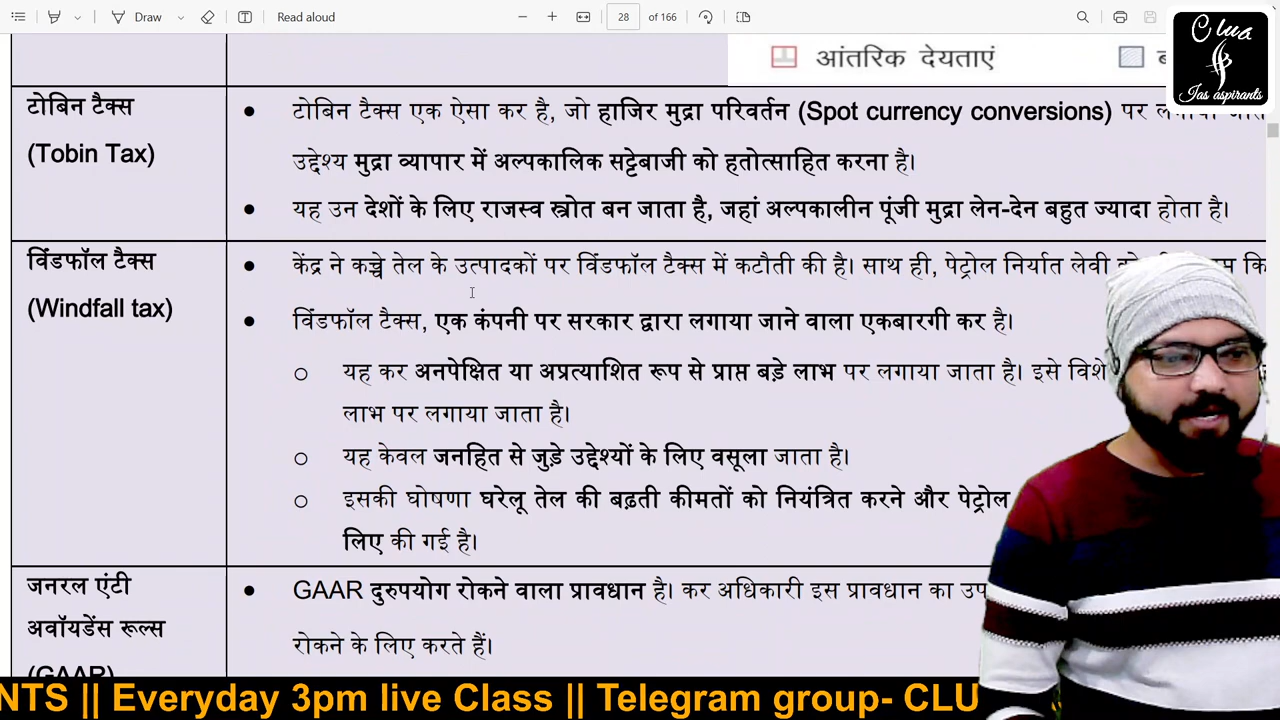 Draw
Read aloud
28
of 166
Clua
Ias aspirants
आंतरिक देयताएं
टोबिन टैक्स
(Tobin Tax)
● टोबिन टैक्स एक ऐसा कर है, जो हाजिर मुद्रा परिवर्तन (Spot currency conversions) पर
उद्देश्य मुद्रा व्यापार में अल्पकालिक सट्टेबाजी को हतोत्साहित करना है।
● यह उन देशों के लिए राजस्व स्त्रोत बन जाता है, जहां अल्पकालीन पूंजी मुद्रा लेन-देन बहुत ज्यादा होता है।
विंडफॉल टैक्स
(Windfall tax)
● केंद्र ने कच्चे तेल के उत्पादकों पर विंडफॉल टैक्स में कटौती की है। साथ ही, पेट्रोल निर्यात लेवी
● विंडफॉल टैक्स, एक कंपनी पर सरकार द्वारा लगाया जाने वाला एकबारगी कर है।
○ यह कर अनपेक्षित या अप्रत्याशित रूप से प्राप्त बड़े लाभ पर लगाया जाता है। इसे
लाभ पर लगाया जाता है।
○ यह केवल जनहित से जुड़े उद्देश्यों के लिए वसूला जाता है।
○ इसकी घोषणा घरेलू तेल की बढ़ती कीमतों को नियंत्रित करने और पेट्रोल
लिए की गई है।
जनरल एंटी
अवॉयडेंस रूल्स
(GAAR)
● GAAR दुरुपयोग रोकने वाला प्रावधान है। कर अधिकारी इस प्रावधान का
रोकने के लिए करते हैं।
NTS || Everyday 3pm live Class || Telegram group- CLU